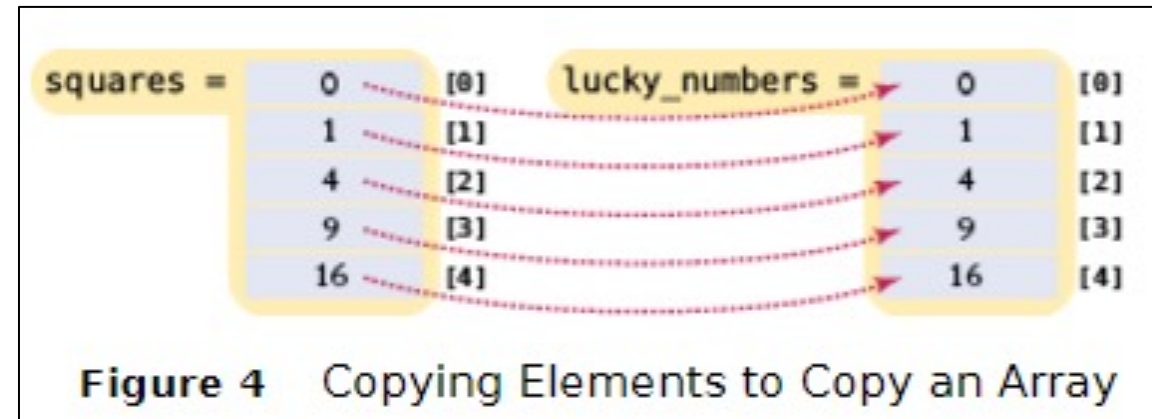 squares = 0 [0] lucky_numbers = 0 [0]
1 [1] 1 [1]
4 [2] 4 [2]
9 [3] 9 [3]
16 [4] 16 [4]
Figure 4 Copying Elements to Copy an Array